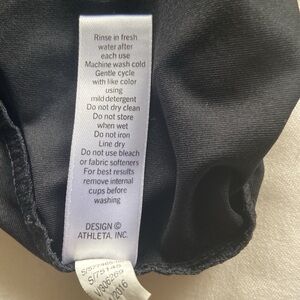 Rinse in fresh
water after
each use
Machine wash cold
Gentle cycle
with like color
using
mild detergent
Do not dry clean
Do not store
when wet
Do not iron
Line dry
Do not use bleach
or fabric softeners
For best results
remove internal
cups before
washing
DESIGN ©
ATHLETA, INC.
/2016